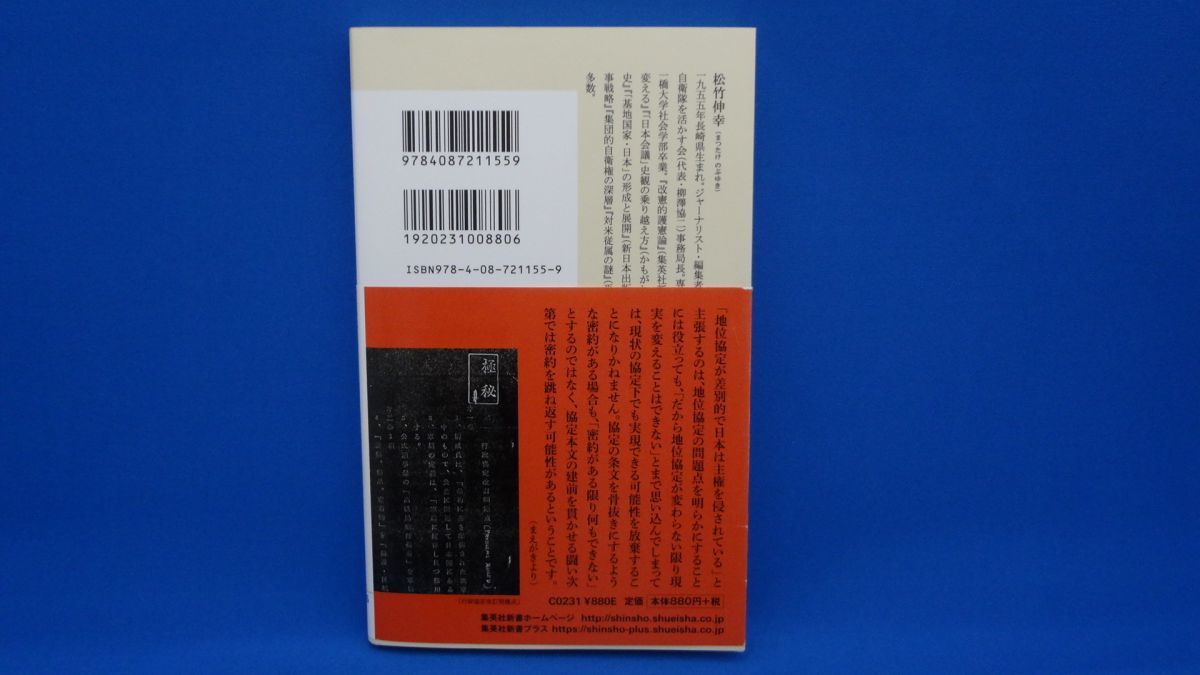 松竹伸幸 (まつたけ のぶゆき)
一九五五年長崎県生まれ。ジャーナリスト・編集者
自衛隊を活かす会(代表・柳澤協二)事務局長。専
一橋大学社会学部卒業。『改憲的護憲論』(集英社新
変える』『「日本会議」史観の乗り越え方』(かもがわ
史』『「基地国家・日本」の形成と展開』(新日本出版
事戦略』『集団的自衛権の深層』『対米従属の謎』(平
多数。
9784087211559
1920231008806
ISBN978-4-08-721155-9
「地位協定が差別的で日本は主権を侵されている」と
主張するのは、地位協定の問題点を明らかにすること
には役立っても、「だから地位協定が変わらない限り現
実を変えることはできない」とまで思い込んでしまって
は、現状の協定下でも実現できる可能性を放棄するこ
とになりかねません。協定の条文を骨抜きにするよう
な密約がある場合も、「密約がある限り何もできない」
とするのではなく、協定本文の建前を貫かせる闘い次
第では密約を跳ね返す可能性があるということです。
(まえがきより)
極秘
C0231 ¥880E 定価 本体880円+税
集英社新書ホームページ http://shinsho.shueisha.co.jp
集英社新書プラス https://shinsho-plus.shueisha.co.jp